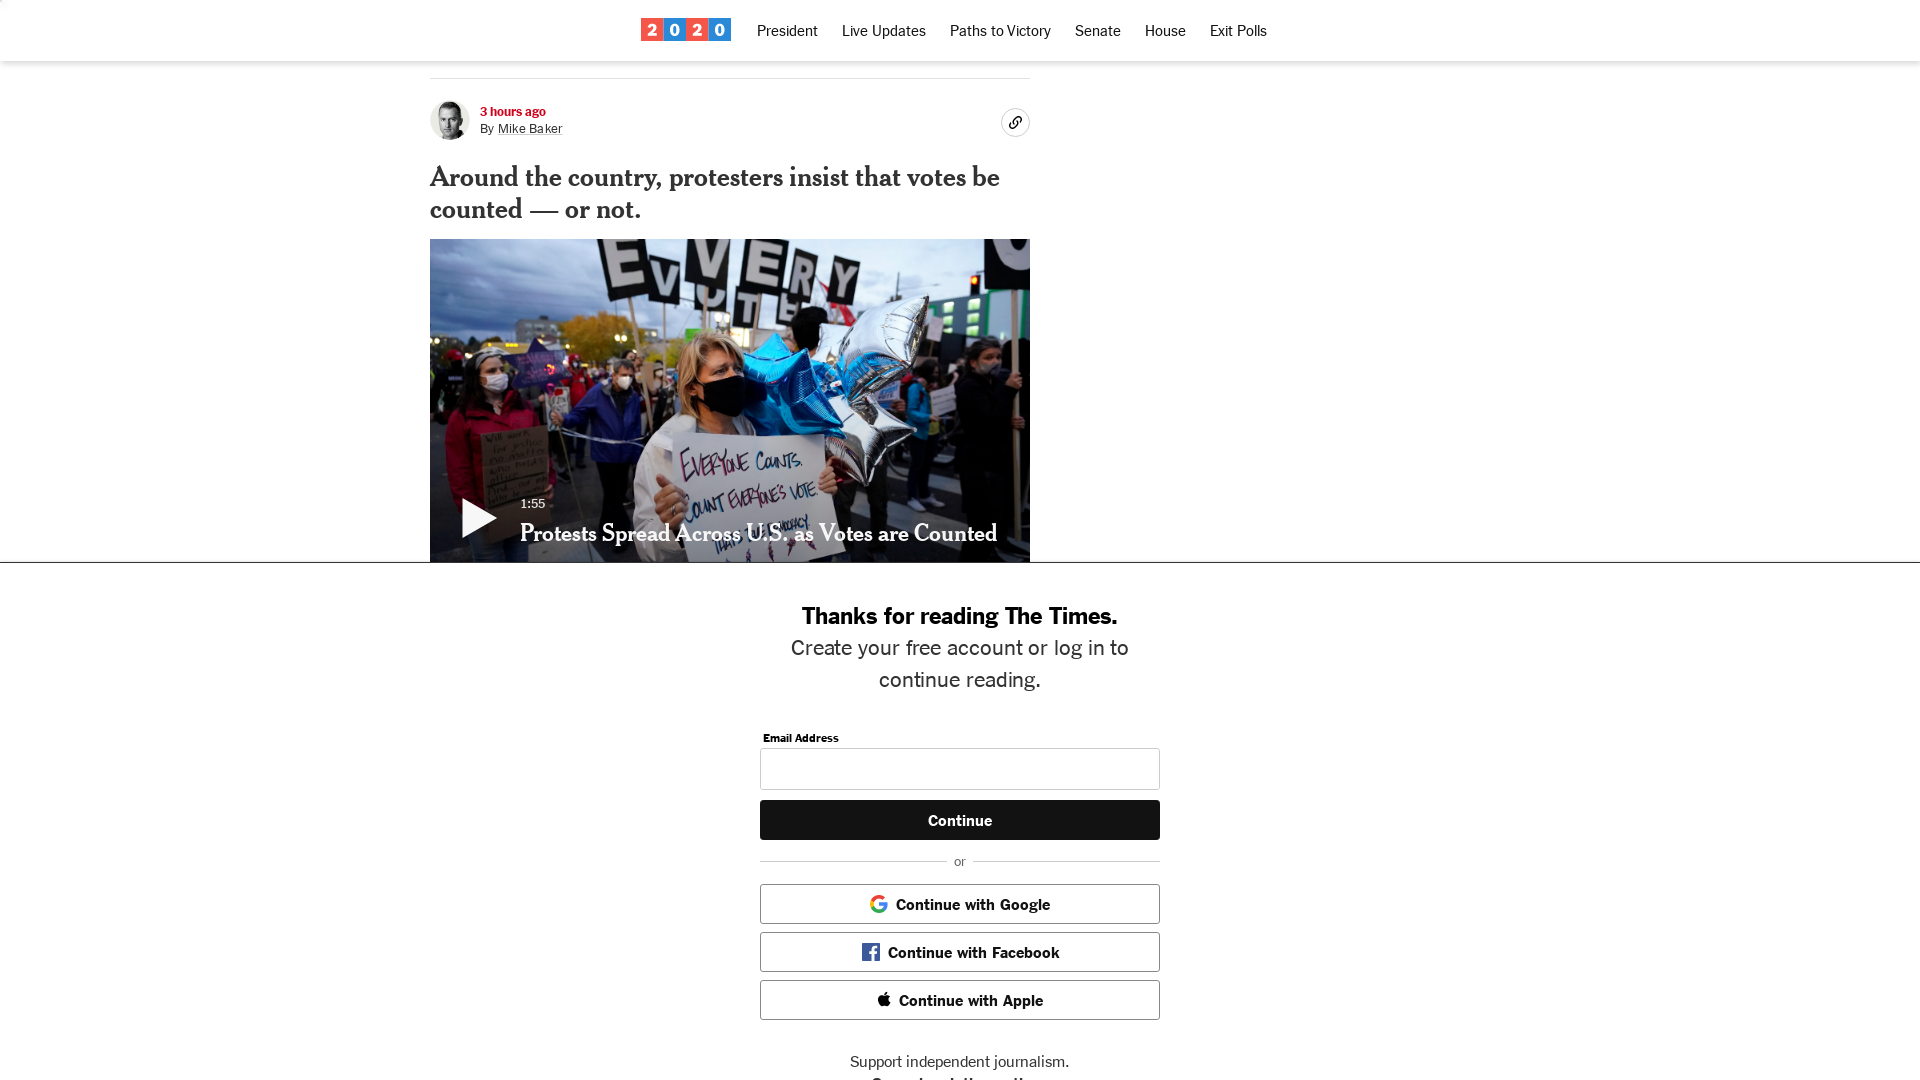 2020 President Live Updates Paths to Victory Senate House Exit Polls
3 hours ago
By Mike Baker
Around the country, protesters insist that votes be
counted — or not.
EVERY
EVERY
VOTE
EVERYONE COUNTS.
COUNT EVERYONE'S VOTE.
1:55
Protests Spread Across U.S. as Votes are Counted
Thanks for reading The Times.
Create your free account or log in to
continue reading.
Email Address
Continue
or
Continue with Google
Continue with Facebook
Continue with Apple
Support independent journalism.